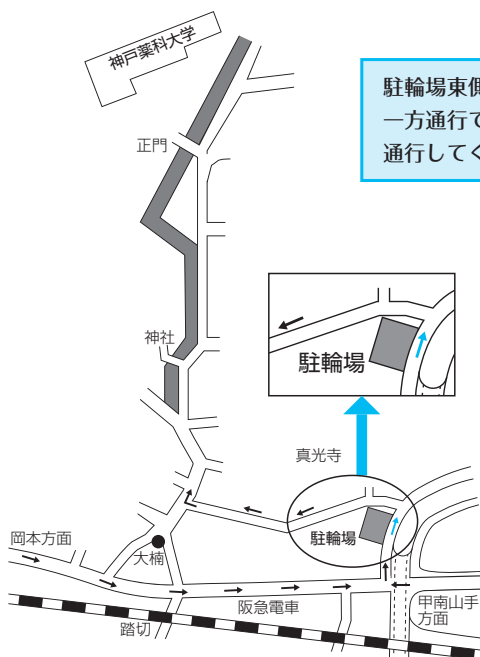 神戸薬科大学
駐輪場東側
一方通行で
通行してく
正門
神社
駐輪場
真光寺
駐輪場
岡本方面
大楠
阪急電車
甲南山手
方面
踏切